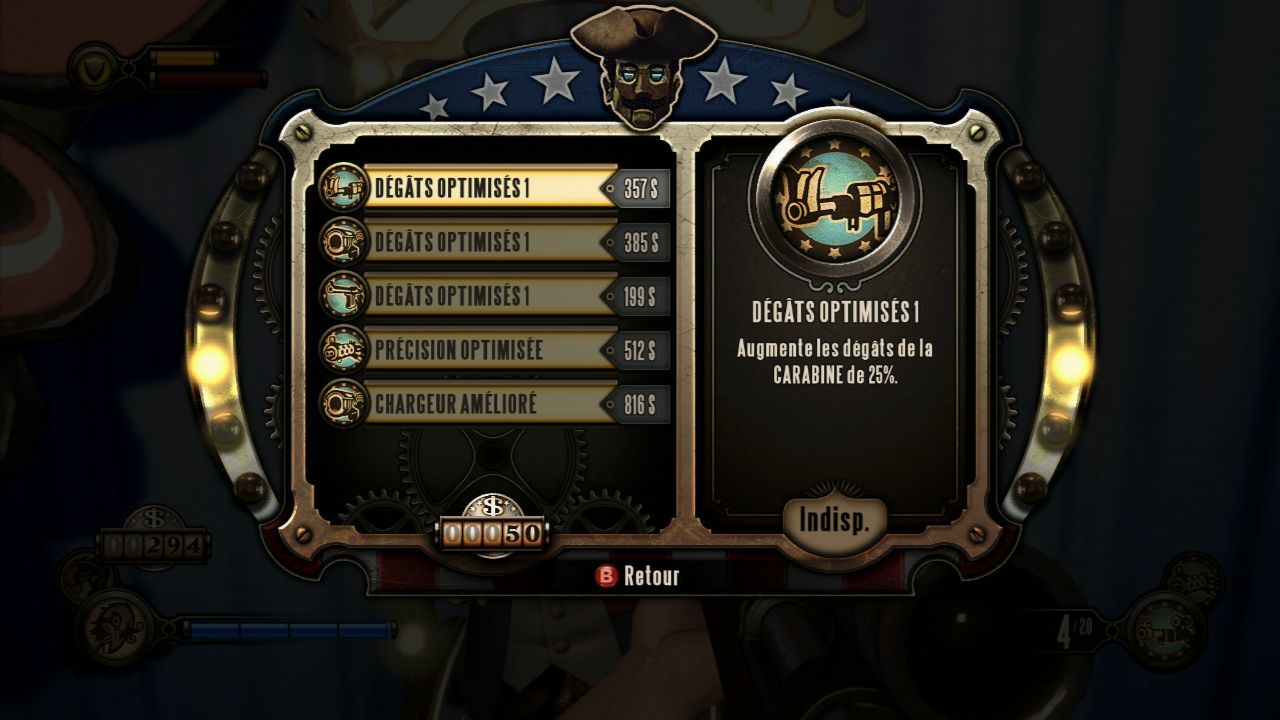 DÉGÂTS OPTIMISÉS 1 357 $
DÉGÂTS OPTIMISÉS 1 385 $
DÉGÂTS OPTIMISÉS 1 199 $
PRÉCISION OPTIMISÉE 512 $
CHARGEUR AMÉLIORÉ 816 $
$
00050
DÉGÂTS OPTIMISÉS 1
Augmente les dégâts de la
CARABINE de 25%.
Indisp.
B Retour
$
00294
4/20